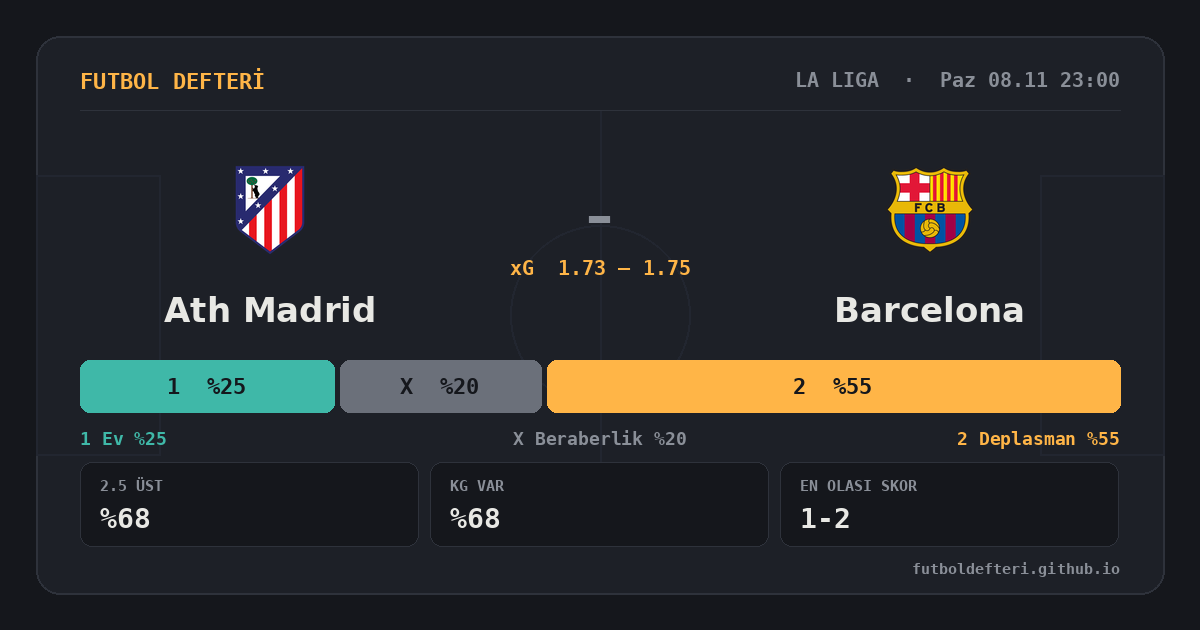 FUTBOL DEFTERİ
LA LIGA · Paz 08.11 23:00
FCB
–
xG 1.73 – 1.75
Ath Madrid
Barcelona
1 %25
X %20
2 %55
1 Ev %25
X Beraberlik %20
2 Deplasman %55
2.5 ÜST
KG VAR
EN OLASI SKOR
%68
%68
1-2
futboldefteri.github.io